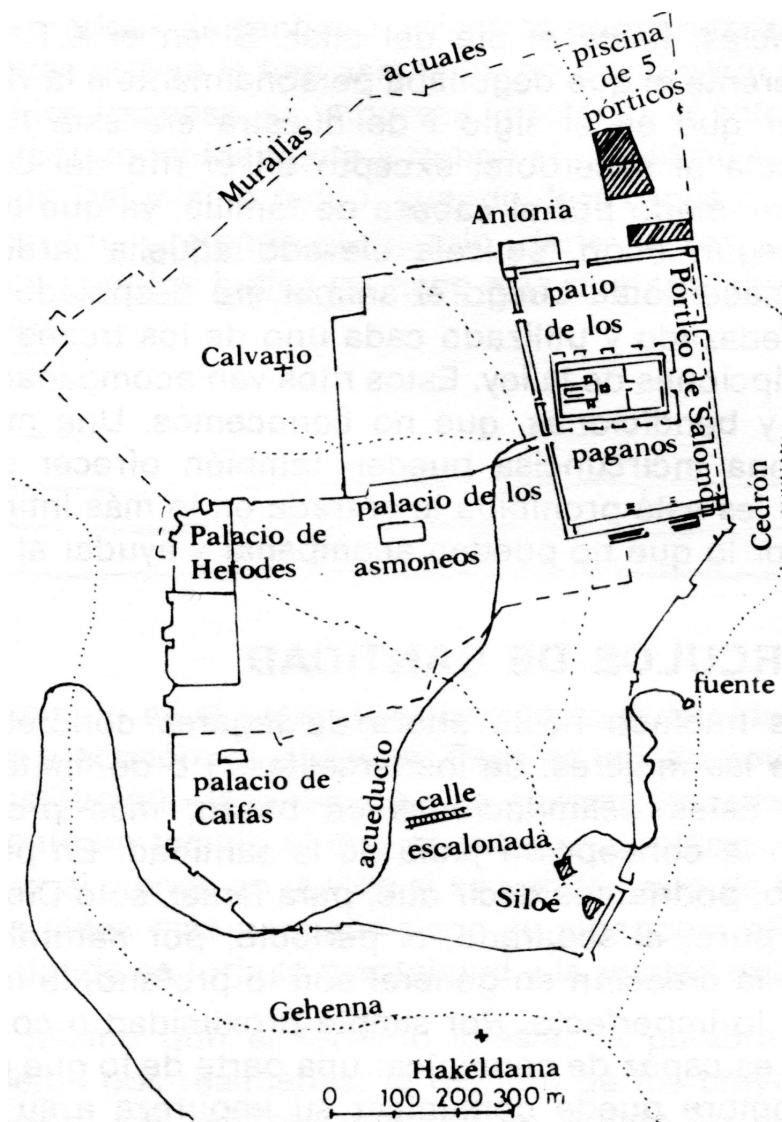 Murallas actuales
piscina
de 5
pórticos
Antonia
patio
de los
paganos
Pórtico de Salomón
Calvario
Cedron
palacio de los
asmoneos
Palacio de
Herodes
fuente
palacio de
Caifás
acueducto
calle
escalonada
Siloé
Gehenna
Hakéldama
0 100 200 300 m.